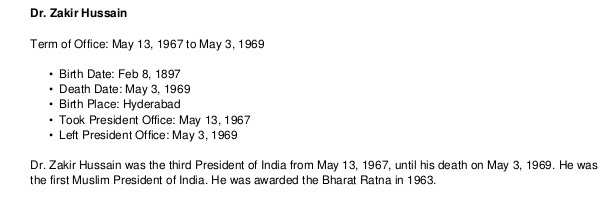 Dr. Zakir Hussain
Term of Office: May 13, 1967 to May 3, 1969
• Birth Date: Feb 8, 1897
• Death Date: May 3, 1969
• Birth Place: Hyderabad
• Took President Office: May 13, 1967
• Left President Office: May 3, 1969
Dr. Zakir Hussain was the third President of India from May 13, 1967, until his death on May 3, 1969. He was
the first Muslim President of India. He was awarded the Bharat Ratna in 1963.